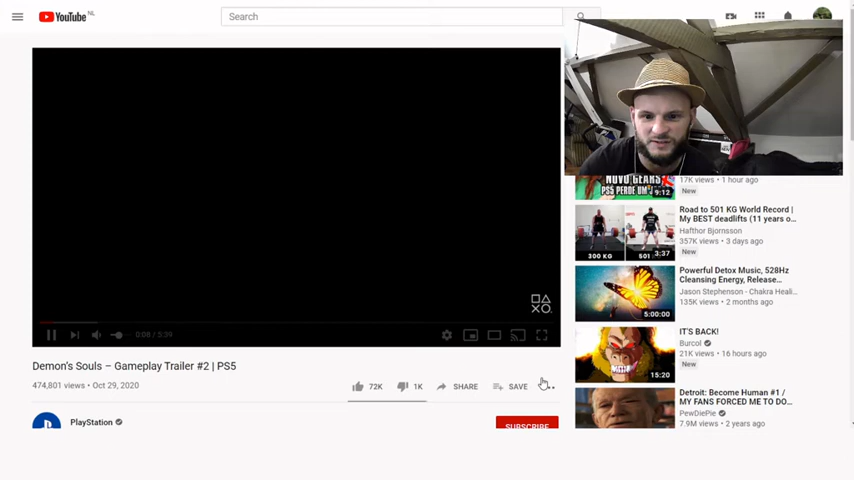 YouTube NL
Search
0:08 / 5:39
Demon's Souls – Gameplay Trailer #2 | PS5
474,801 views • Oct 29, 2020
72K
1K
SHARE
SAVE
PlayStation
SUBSCRIBE
NOVO GEARS
PS5 PERDE UM
9:12
17K views • 1 hour ago
New
300 KG
501
3:37
Road to 501 KG World Record |
My BEST deadlifts (11 years o...
Hafthor Bjornsson
357K views • 3 days ago
New
5:00:00
Powerful Detox Music, 528Hz
Cleansing Energy, Release...
Jason Stephenson - Chakra Heali...
135K views • 2 months ago
15:20
IT'S BACK!
Burcol
21K views • 16 hours ago
New
Detroit: Become Human #1 /
MY FANS FORCED ME TO DO...
PewDiePie
7.9M views • 2 years ago